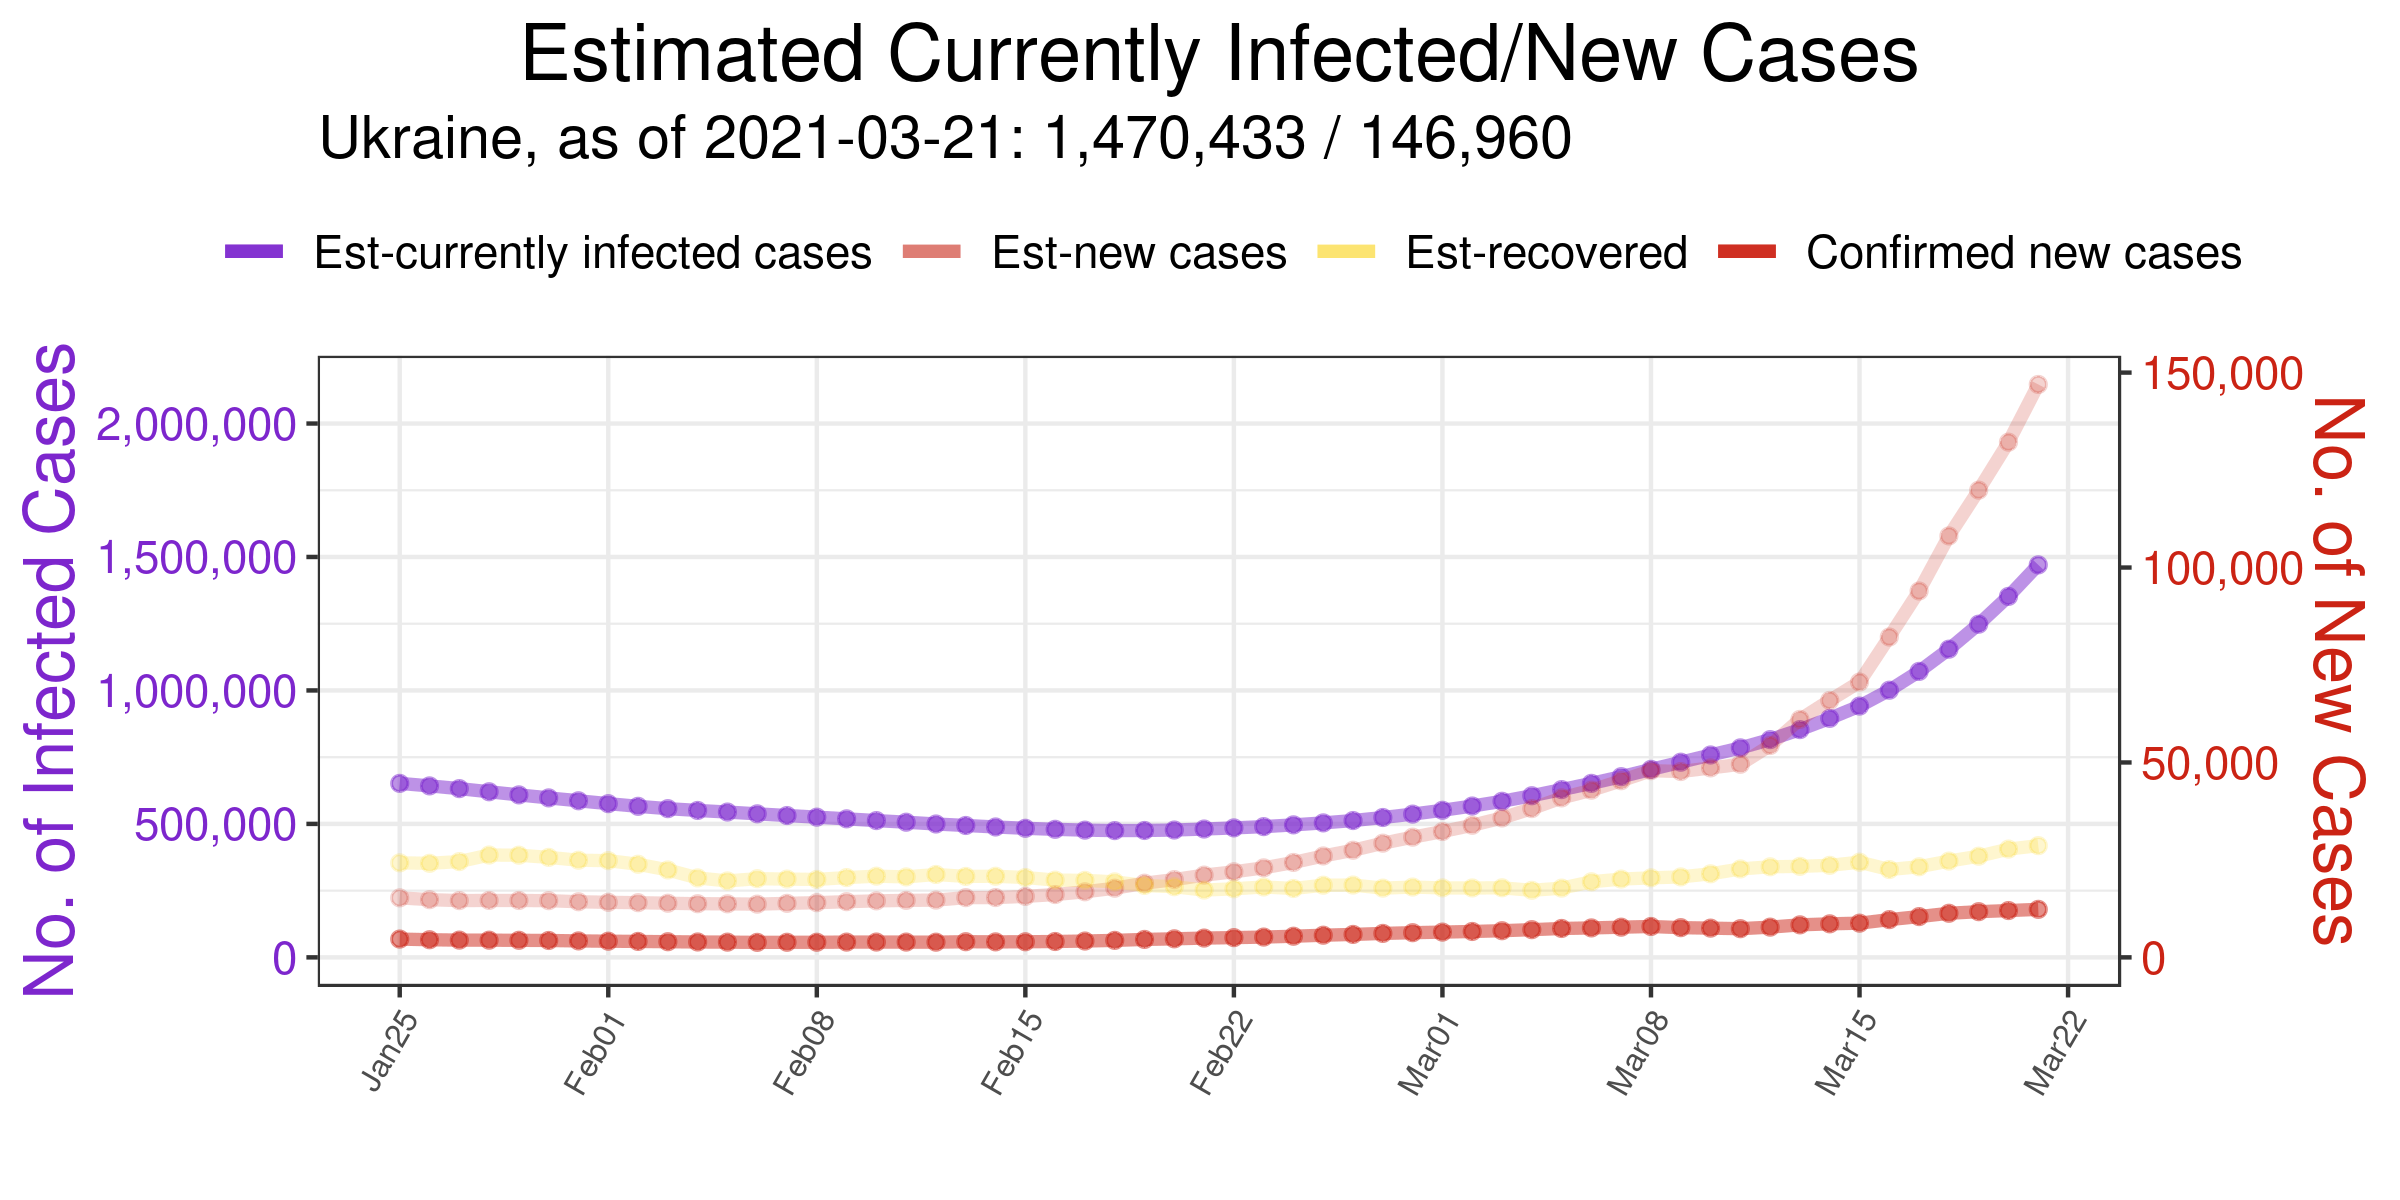 Estimated Currently Infected/New Cases
Ukraine, as of 2021-03-21: 1,470,433 / 146,960
Est-currently infected cases Est-new cases Est-recovered Confirmed new cases
No. of Infected Cases
2,000,000
1,500,000
1,000,000
500,000
0
150,000
100,000
50,000
0
No. of New Cases
Jan25 Feb01 Feb08 Feb15 Feb22 Mar01 Mar08 Mar15 Mar22